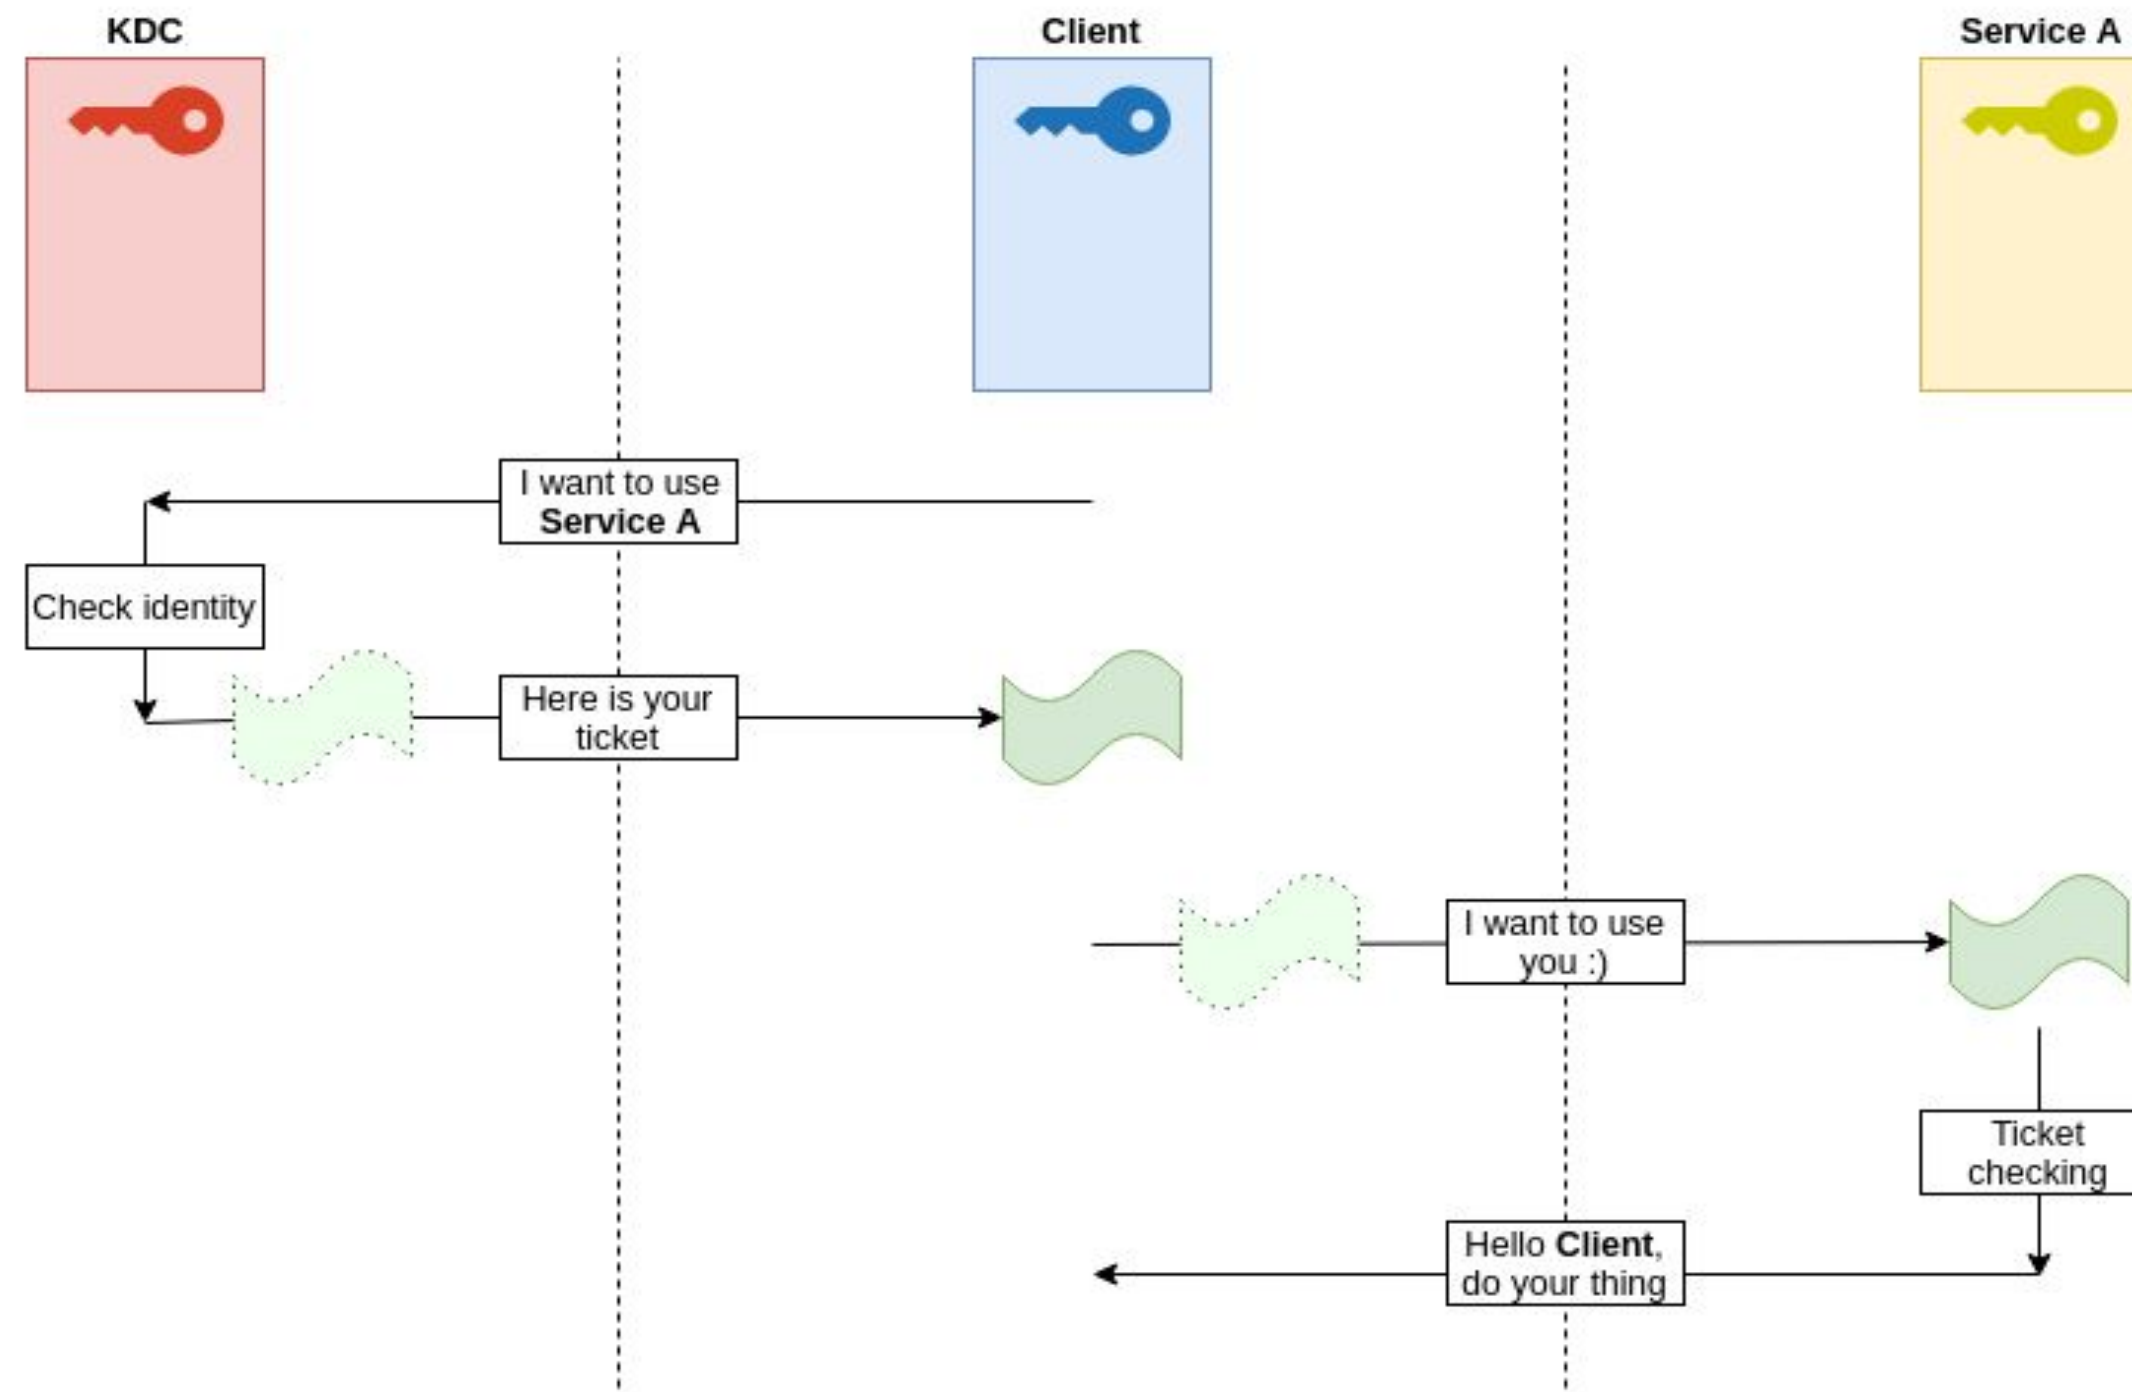 KDC
Client
Service A
I want to use
Service A
Check identity
Here is your
ticket
I want to use
you :)
Ticket
checking
Hello Client,
do your thing